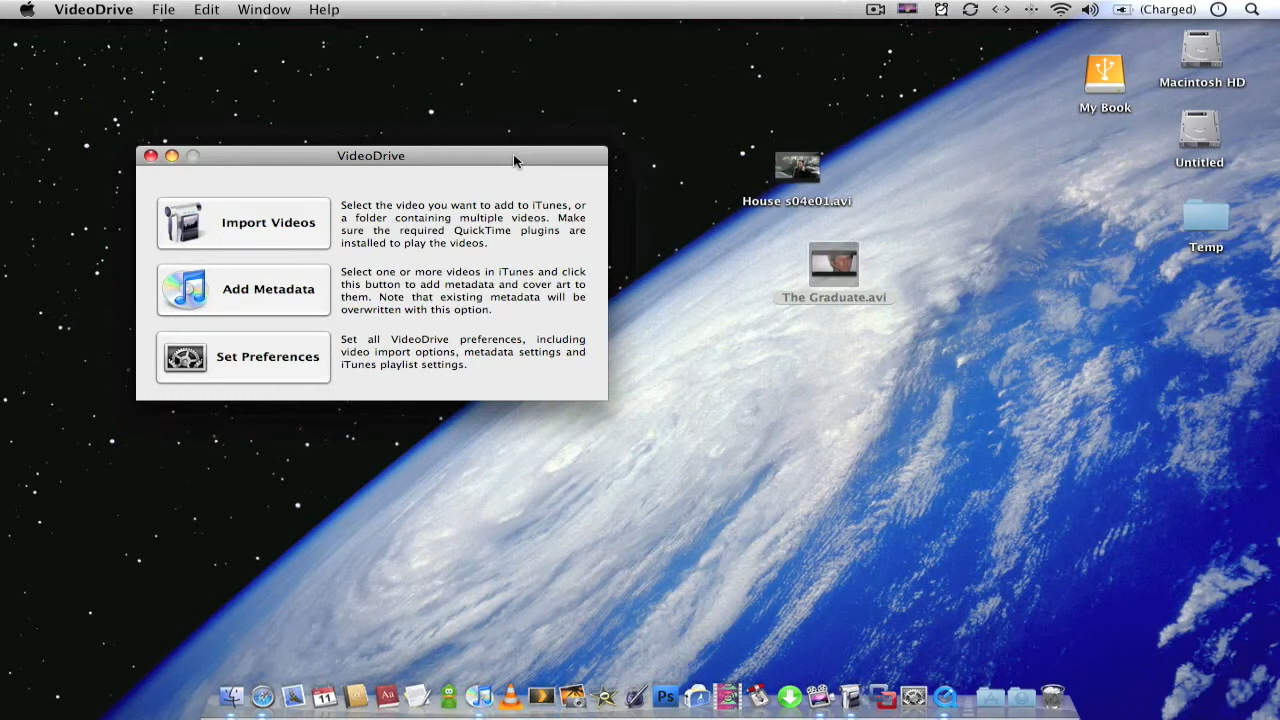 VideoDrive File Edit Window Help
(Charged)
Macintosh HD
My Book
Untitled
Temp
House s04e01.avi
The Graduate.avi
VideoDrive
Import Videos
Select the video you want to add to iTunes, or
a folder containing multiple videos. Make
sure the required QuickTime plugins are
installed to play the videos.
Add Metadata
Select one or more videos in iTunes and click
this button to add metadata and cover art to
them. Note that existing metadata will be
overwritten with this option.
Set Preferences
Set all VideoDrive preferences, including
video import options, metadata settings and
iTunes playlist settings.
11
Aa
Ps